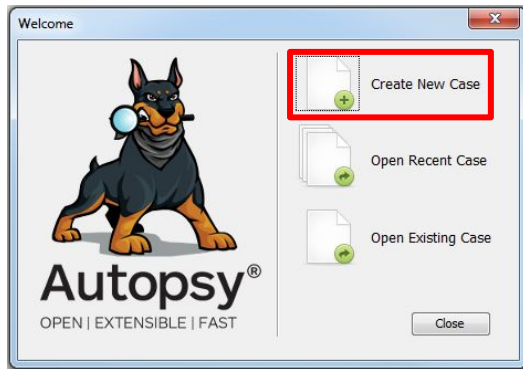 Welcome
Create New Case
Open Recent Case
Open Existing Case
Autopsy®
OPEN | EXTENSIBLE | FAST
Close